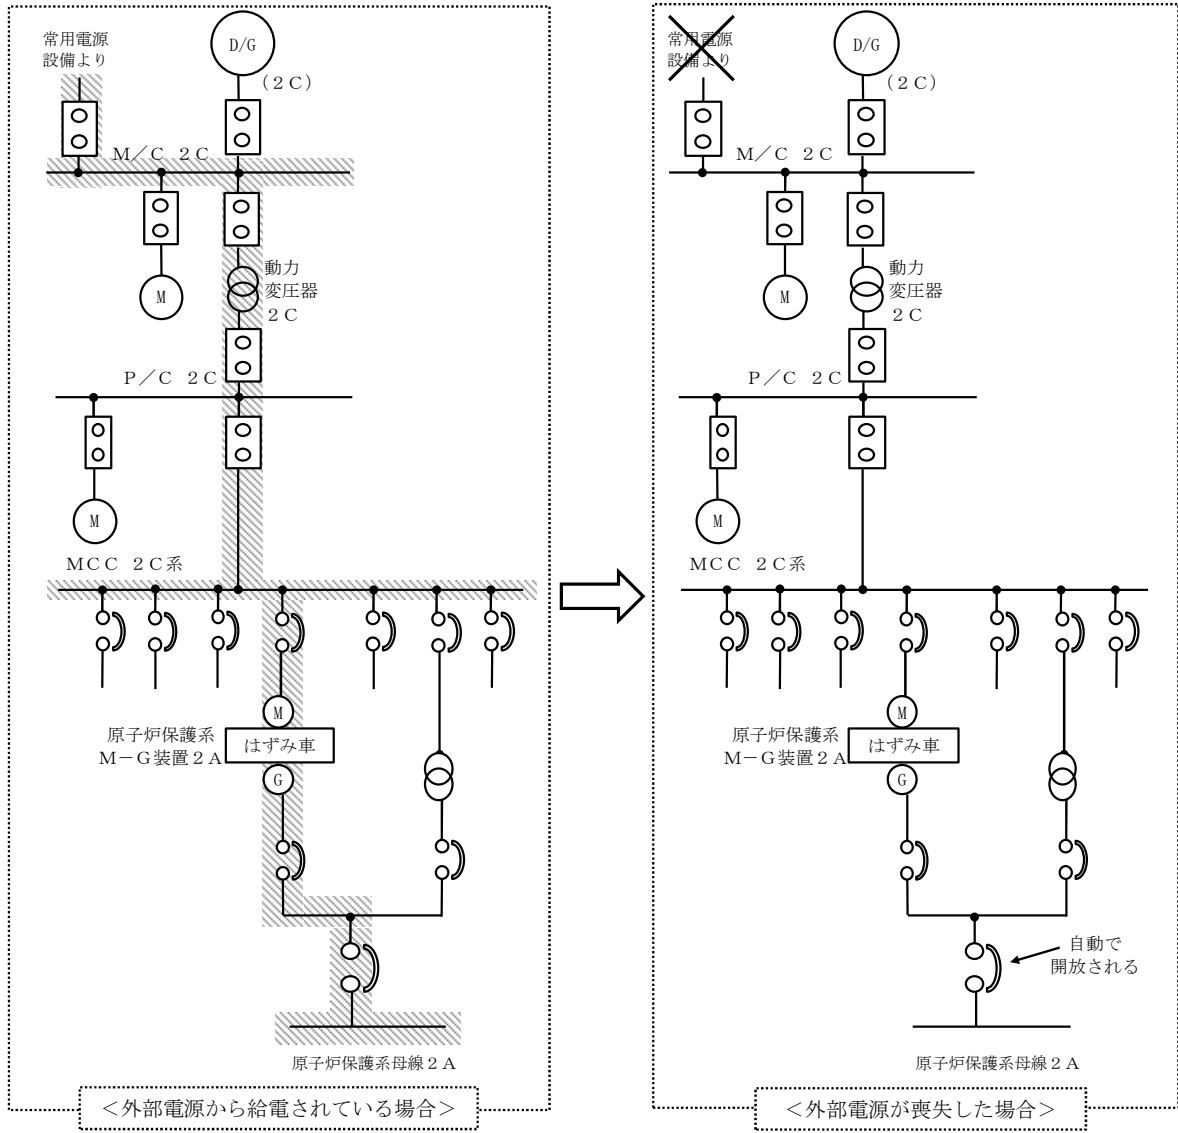 常用電源
設備より
D/G
(2C)
M/C 2C
M
動力
変圧器
2C
P/C 2C
M
MCC 2C系
M
原子炉保護系
M-G装置2A
はずみ車
G
原子炉保護系母線2A
<外部電源から給電されている場合>
常用電源
設備より
D/G
(2C)
M/C 2C
M
動力
変圧器
2C
P/C 2C
M
MCC 2C系
M
原子炉保護系
M-G装置2A
はずみ車
G
自動で
開放される
原子炉保護系母線2A
<外部電源が喪失した場合>